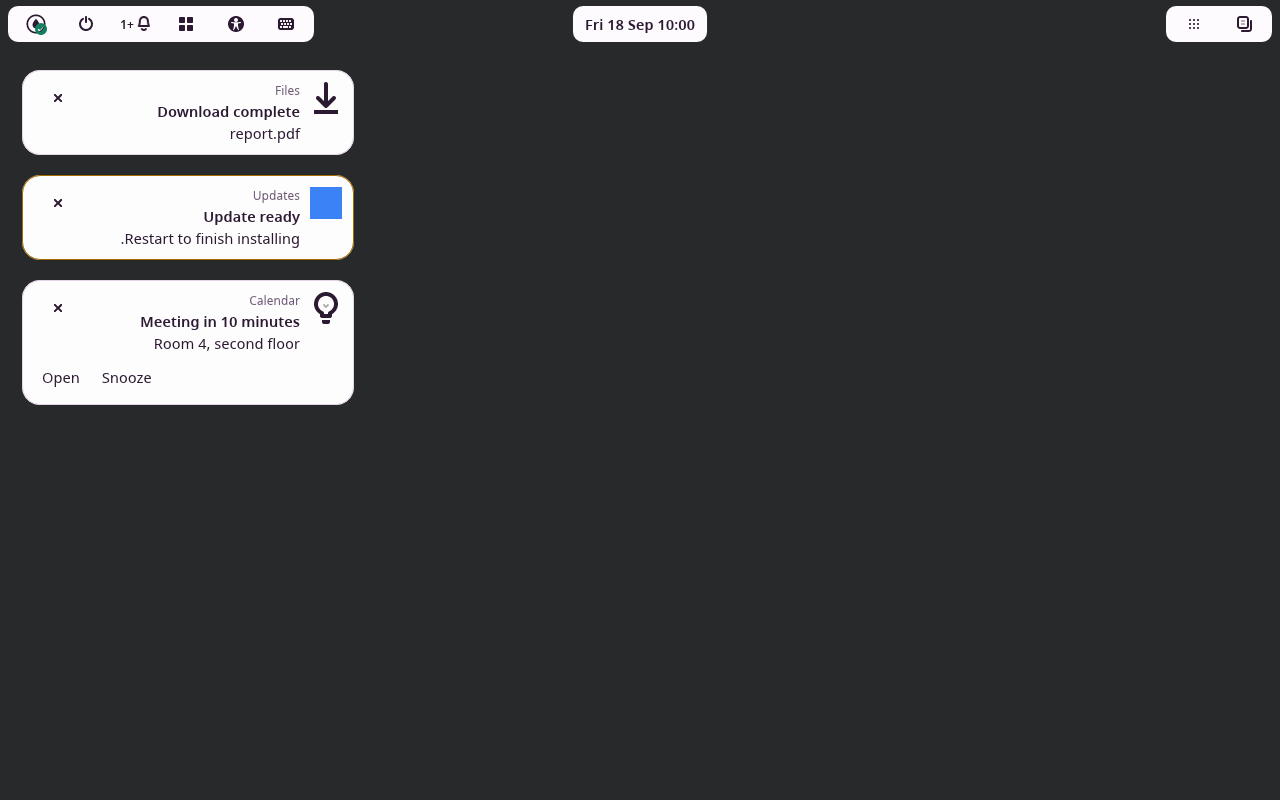 1+
Fri 18 Sep 10:00
Files
Download complete
report.pdf
Updates
Update ready
.Restart to finish installing
Calendar
Meeting in 10 minutes
Room 4, second floor
Open
Snooze